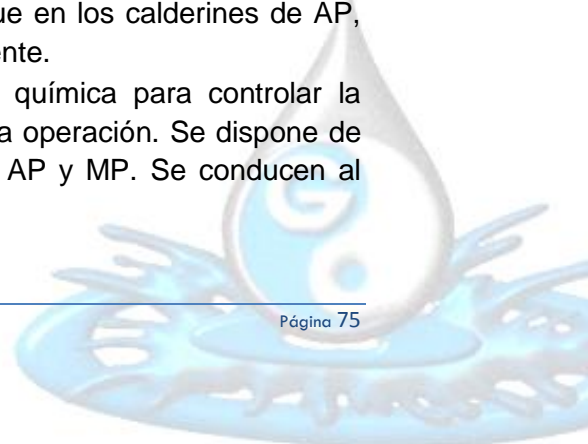 ue en los calderines de AP,
ente.
química para controlar la
a operación. Se dispone de
AP y MP. Se conducen al
Página 75